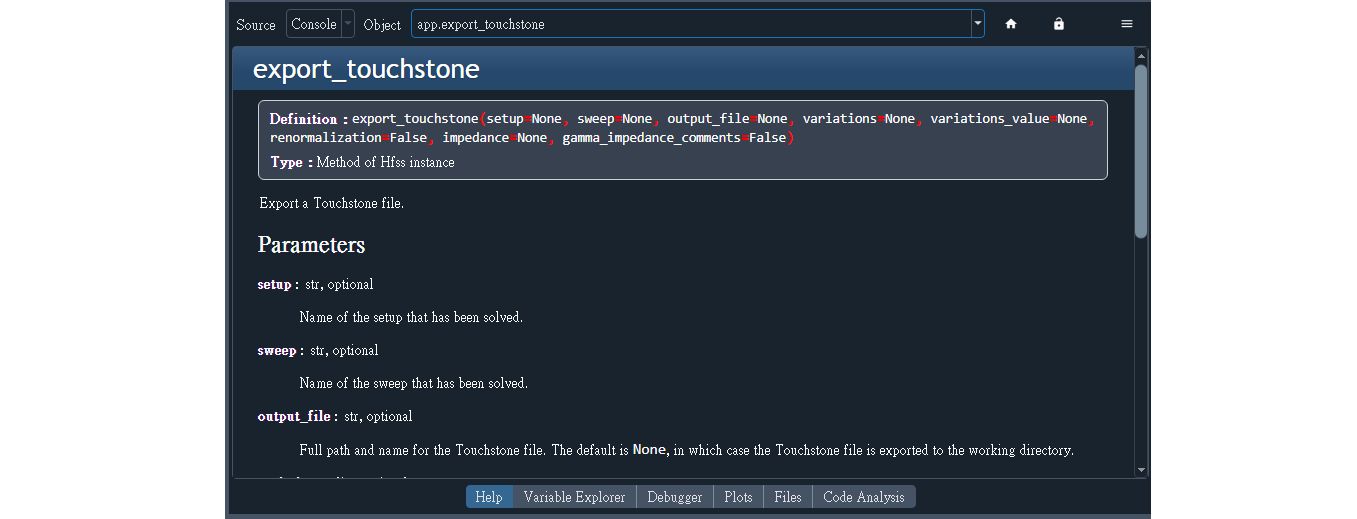 Source Console Object app.export_touchstone
export_touchstone
Definition : export_touchstone(setup=None, sweep=None, output_file=None, variations=None, variations_value=None,
renormalization=False, impedance=None, gamma_impedance_comments=False)
Type : Method of Hfss instance
Export a Touchstone file.
Parameters
setup : str, optional
Name of the setup that has been solved.
sweep : str, optional
Name of the sweep that has been solved.
output_file : str, optional
Full path and name for the Touchstone file. The default is None, in which case the Touchstone file is exported to the working directory.
Help Variable Explorer Debugger Plots Files Code Analysis